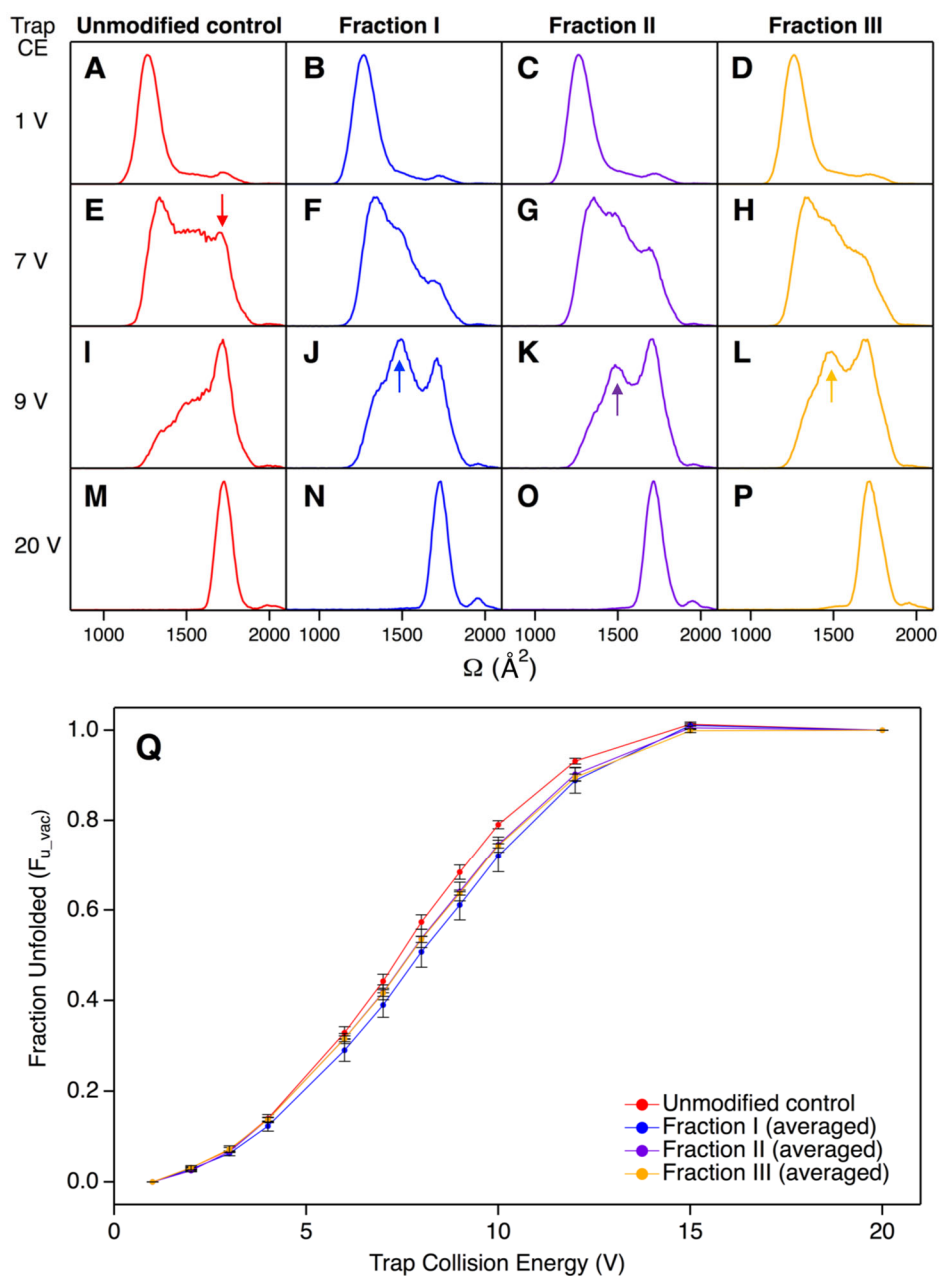 Trap CE
Unmodified control Fraction I Fraction II Fraction III
1 V
A B C D
7 V
E F G H
9 V
I J K L
20 V
M N O P
1000 1500 2000 1000 1500 2000 1000 1500 2000 1000 1500 2000
Ω (Å²)
Q
Fraction Unfolded (Fu_vac)
1.0
0.8
0.6
0.4
0.2
0.0
Unmodified control
Fraction I (averaged)
Fraction II (averaged)
Fraction III (averaged)
0 5 10 15 20
Trap Collision Energy (V)